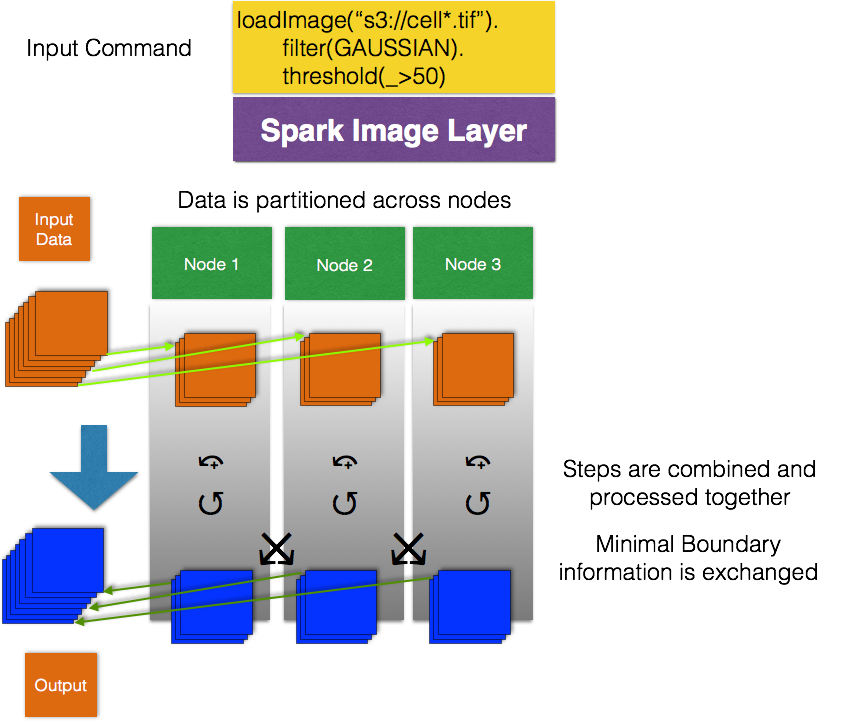 Input Command
loadImage(“s3://cell*.tif”).
filter(GAUSSIAN).
threshold(_>50)
Spark Image Layer
Data is partitioned across nodes
Input
Data
Node 1
Node 2
Node 3
Steps are combined and
processed together
Minimal Boundary
information is exchanged
Output